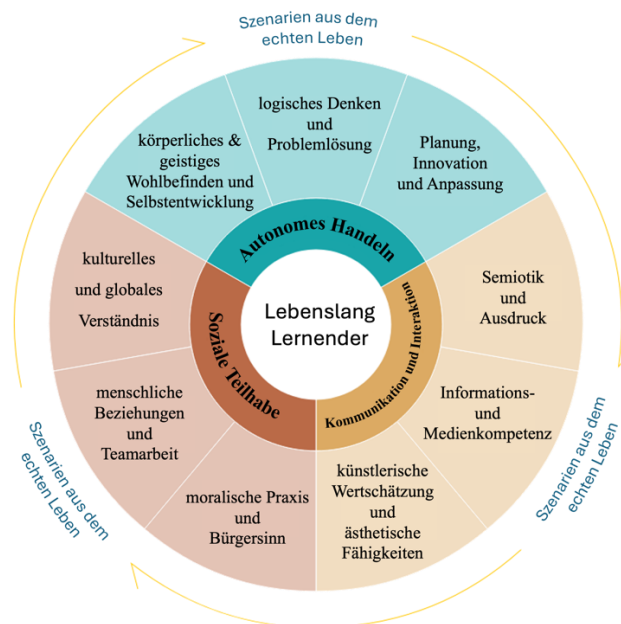 Szenarien aus dem
echten Leben
logisches Denken
und
Problemlösung
Planung,
Innovation
und Anpassung
körperliches &
geistiges
Wohlbefinden und
Selbstentwicklung
Autonomes Handeln
kulturelles
und globales
Verständnis
Semiotik
und
Ausdruck
Lebenslang
Lernender
Soziale Teilhabe
Kommunikation und Interaktion
menschliche
Beziehungen
und
Teamarbeit
Informations-
und
Medienkompetenz
moralische Praxis
und
Bürgersinn
künstlerische
Wertschätzung
und
ästhetische
Fähigkeiten
Szenarien aus dem
echten Leben
Szenarien aus dem
echten Leben